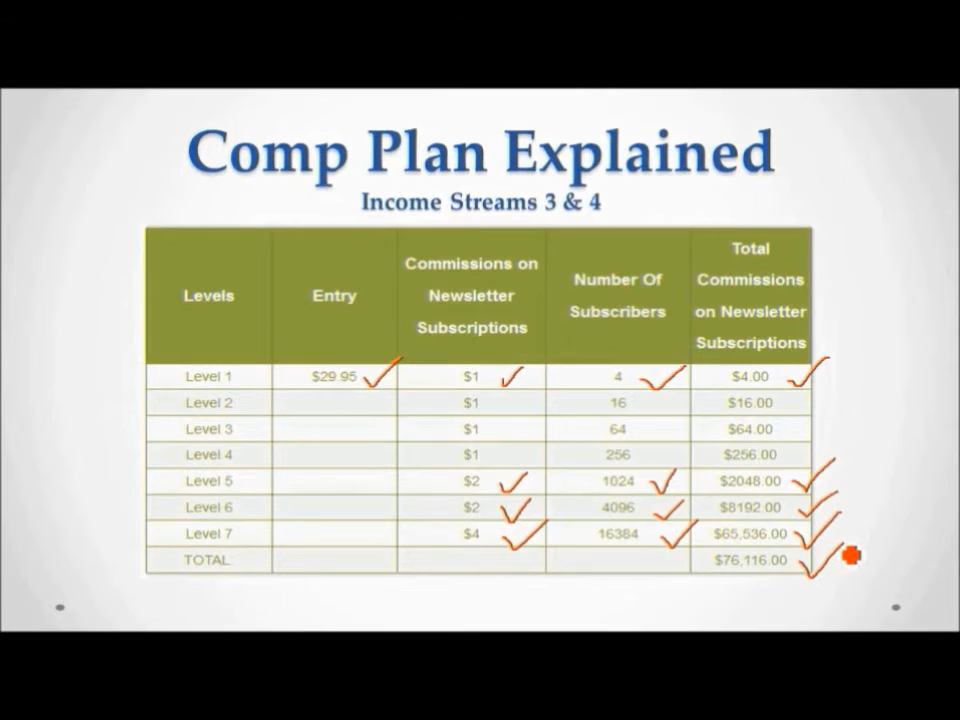 Comp Plan Explained
Income Streams 3 & 4
Levels Entry Commissions on Newsletter Subscriptions Number Of Subscribers Total Commissions on Newsletter Subscriptions
Level 1 $29.95 $1 4 $4.00
Level 2 $1 16 $16.00
Level 3 $1 64 $64.00
Level 4 $1 256 $256.00
Level 5 $2 1024 $2048.00
Level 6 $2 4096 $8192.00
Level 7 $4 16384 $65,536.00
TOTAL $76,116.00